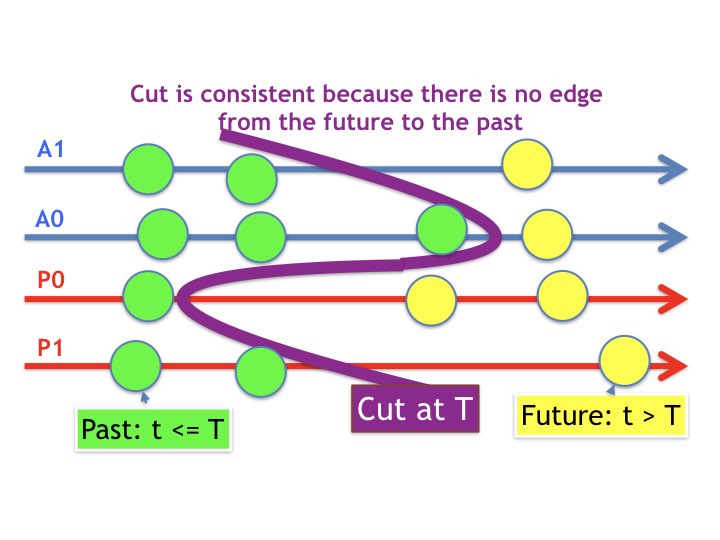 Cut is consistent because there is no edge
from the future to the past
A1
A0
P0
P1
Cut at T
Past: t <= T
Future: t > T